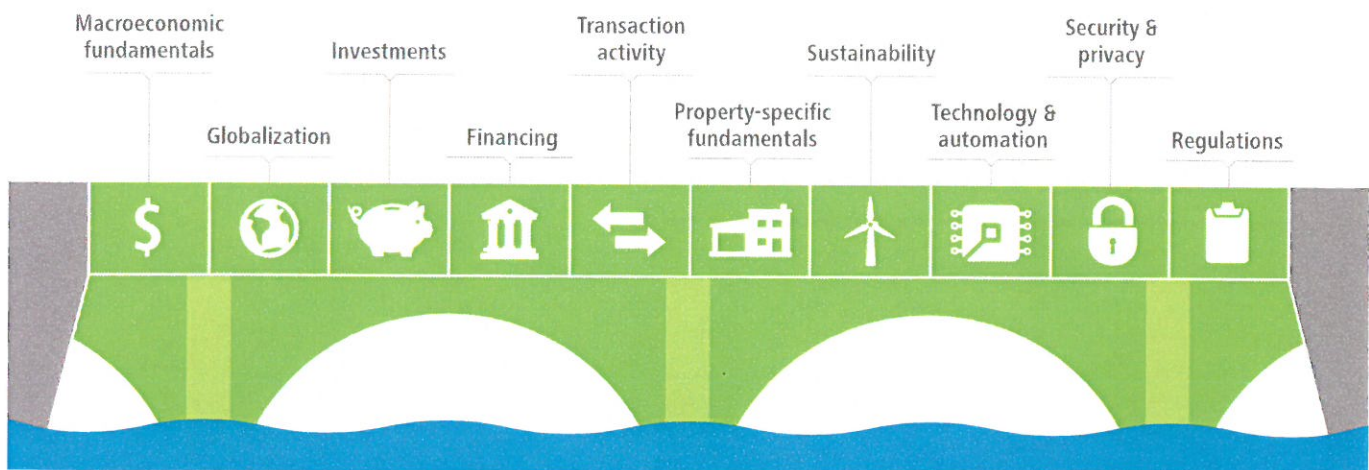 Macroeconomic
fundamentals
Globalization
Investments
Financing
Transaction
activity
Property-specific
fundamentals
Sustainability
Technology &
automation
Security &
privacy
Regulations
$